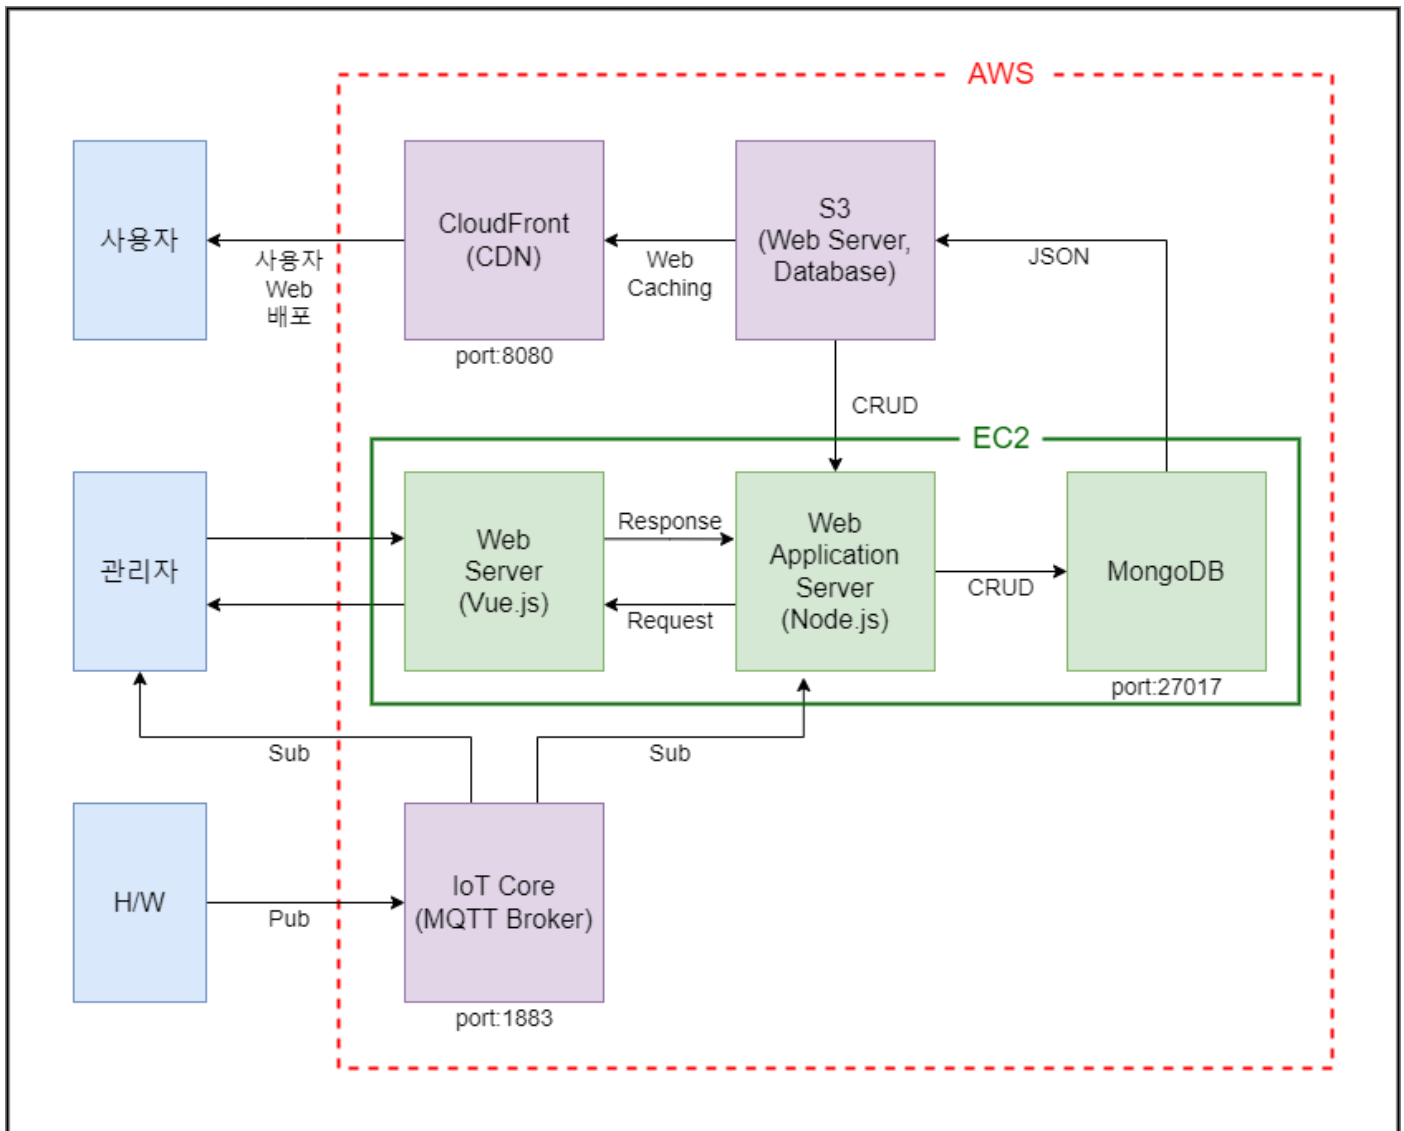 AWS
사용자
사용자
Web
배포
CloudFront
(CDN)
port:8080
Web
Caching
S3
(Web Server,
Database)
JSON
CRUD
EC2
관리자
Web
Server
(Vue.js)
Response
Request
Web
Application
Server
(Node.js)
CRUD
MongoDB
port:27017
Sub
Sub
H/W
Pub
IoT Core
(MQTT Broker)
port:1883